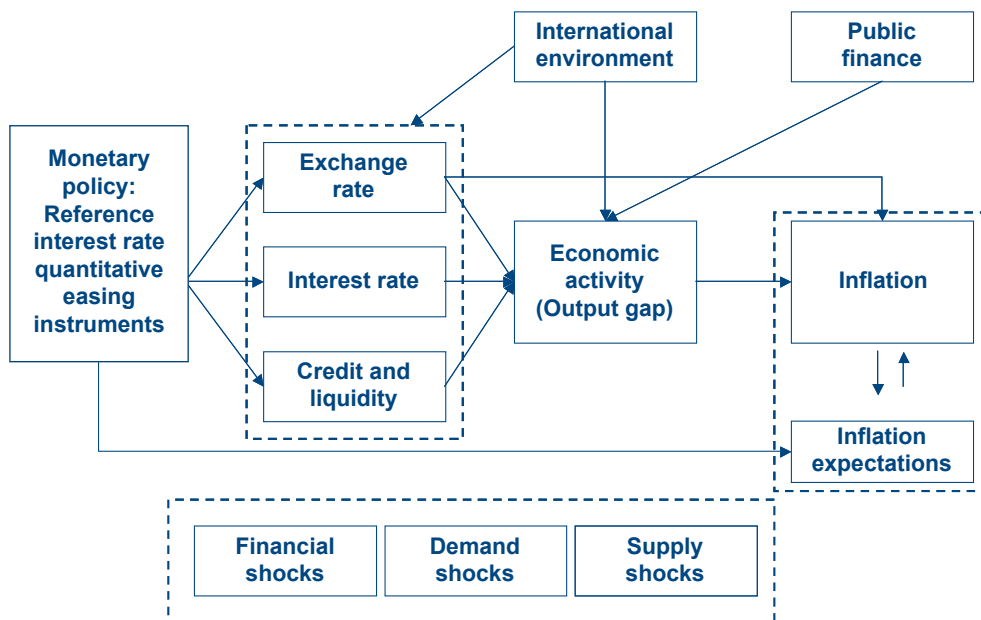 International
environment
Public
finance
Monetary
policy:
Reference
interest rate
quantitative
easing
instruments
Exchange
rate
Interest rate
Credit and
liquidity
Economic
activity
(Output gap)
Inflation
Inflation
expectations
Financial
shocks
Demand
shocks
Supply
shocks